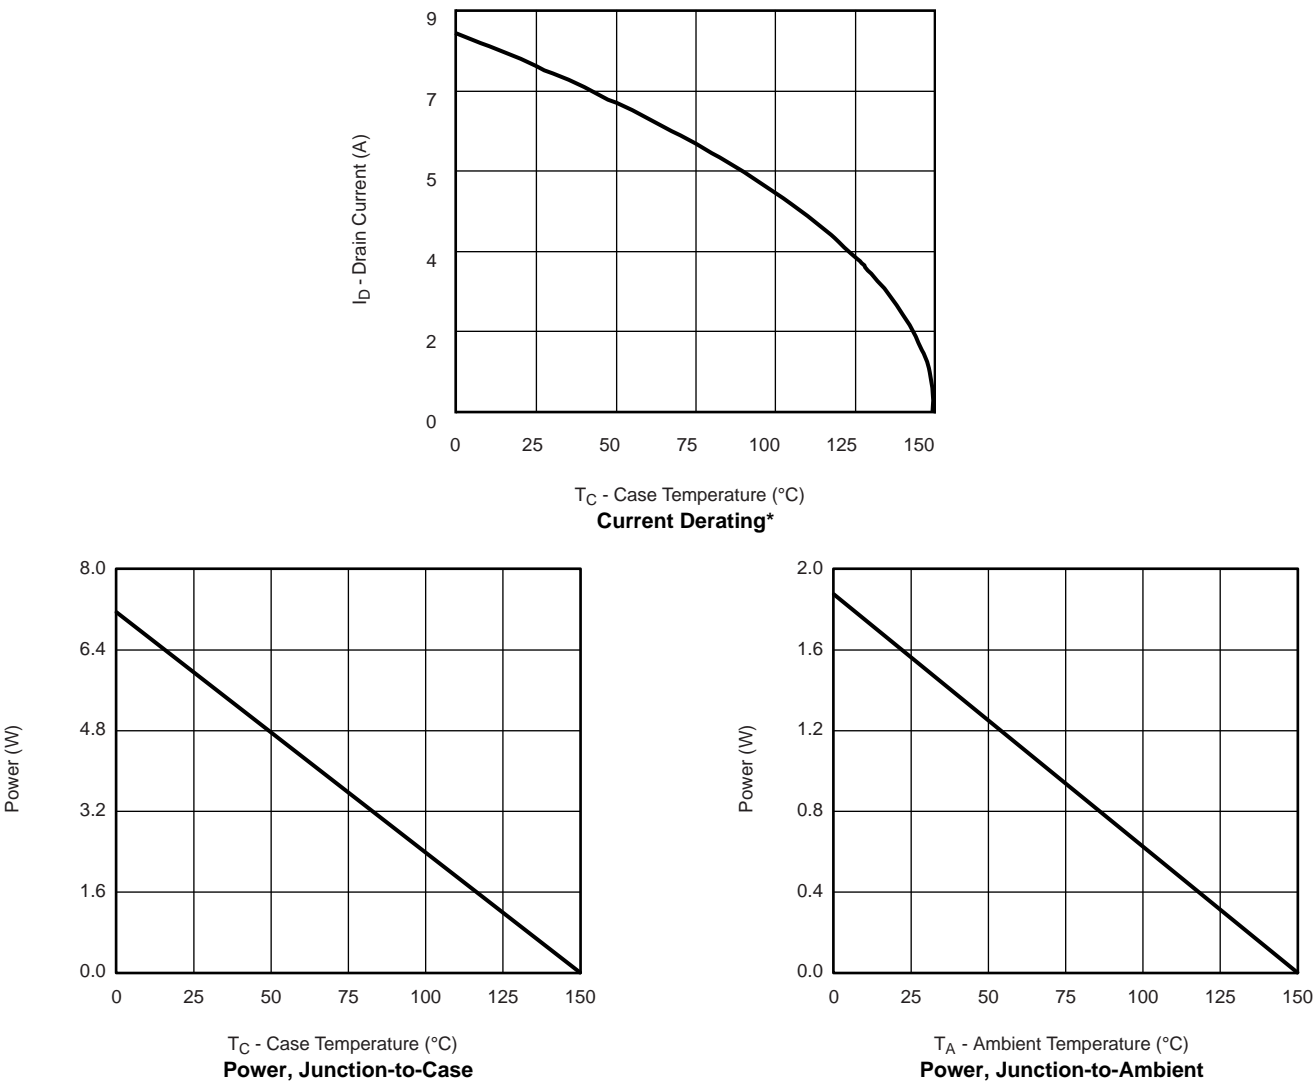 9
7
5
4
2
0
I_D - Drain Current (A)
0 25 50 75 100 125 150
T_C - Case Temperature (°C)
Current Derating*
8.0
6.4
4.8
3.2
1.6
0.0
Power (W)
0 25 50 75 100 125 150
T_C - Case Temperature (°C)
Power, Junction-to-Case
2.0
1.6
1.2
0.8
0.4
0.0
Power (W)
0 25 50 75 100 125 150
T_A - Ambient Temperature (°C)
Power, Junction-to-Ambient